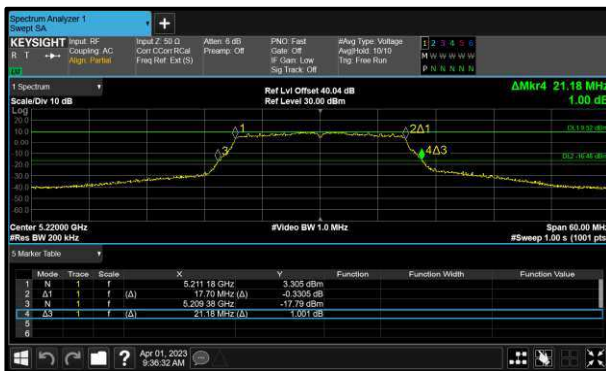 Spectrum Analyzer 1
Swept SA
KEYSIGHT
R T
Input: RF
Coupling: AC
Align: Partial
Input Z: 50 Ω
Corr CCorr RCal
Freq Ref: Ext (S)
Atten: 6 dB
Preamp: Off
PNO: Fast
Gate: Off
IF Gain: Low
Sig Track: Off
#Avg Type: Voltage
Avg|Hold: 10/10
Trig: Free Run
1 2 3 4 5 6
M W W W W W
P N N N N N
1 Spectrum
Scale/Div 10 dB
Ref Lvl Offset 40.04 dB
Ref Level 30.00 dBm
ΔMkr4 21.18 MHz
1.00 dB
Log
20.0
10.0
0.00
-10.0
-20.0
-30.0
-40.0
-50.0
-60.0
1
2Δ1
3
4Δ3
Center 5.22000 GHz
#Res BW 200 kHz
#Video BW 1.0 MHz
Span 60.00 MHz
#Sweep 1.00 s (1001 pts)
5 Marker Table
Mode Trace Scale X Y Function Function Width Function Value
1 N 1 f 5.211 18 GHz 3.305 dBm
2 Δ1 1 f (Δ) 17.70 MHz (Δ) -0.3305 dB
3 N 1 f 5.209 38 GHz -17.79 dBm
4 Δ3 1 f (Δ) 21.18 MHz (Δ) 1.001 dB
5
6
Apr 01, 2023
9:36:32 AM